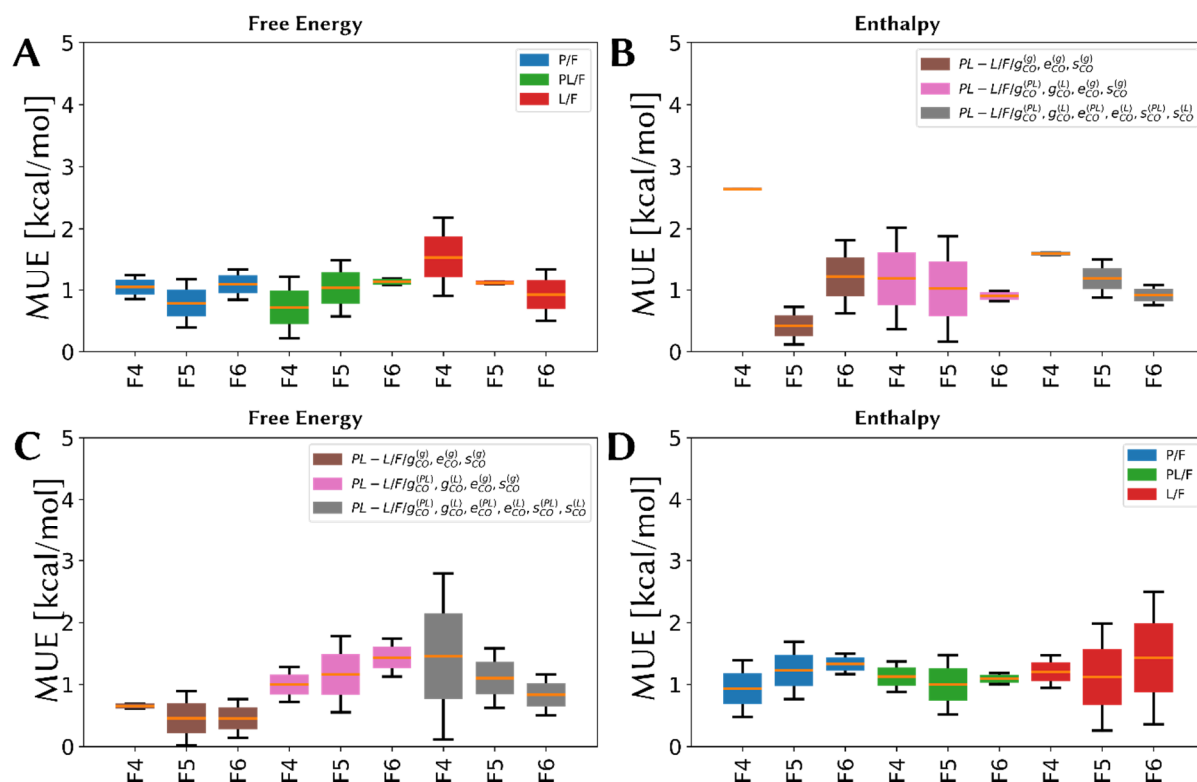 Free Energy
A
MUE [kcal/mol]
5
4
3
2
1
0
P/F
PL/F
L/F
F4 F5 F6 F4 F5 F6 F4 F5 F6
Enthalpy
B
MUE [kcal/mol]
5
4
3
2
1
0
PL − L/F/g_CO^(g), e_CO^(g), s_CO^(g)
PL − L/F/g_CO^(PL), g_CO^(L), e_CO^(g), s_CO^(g)
PL − L/F/g_CO^(PL), g_CO^(L), e_CO^(PL), e_CO^(L), s_CO^(PL), s_CO^(L)
F4 F5 F6 F4 F5 F6 F4 F5 F6
Free Energy
C
MUE [kcal/mol]
5
4
3
2
1
0
PL − L/F/g_CO^(g), e_CO^(g), s_CO^(g)
PL − L/F/g_CO^(PL), g_CO^(L), e_CO^(g), s_CO^(g)
PL − L/F/g_CO^(PL), g_CO^(L), e_CO^(PL), e_CO^(L), s_CO^(PL), s_CO^(L)
F4 F5 F6 F4 F5 F6 F4 F5 F6
Enthalpy
D
MUE [kcal/mol]
5
4
3
2
1
0
P/F
PL/F
L/F
F4 F5 F6 F4 F5 F6 F4 F5 F6